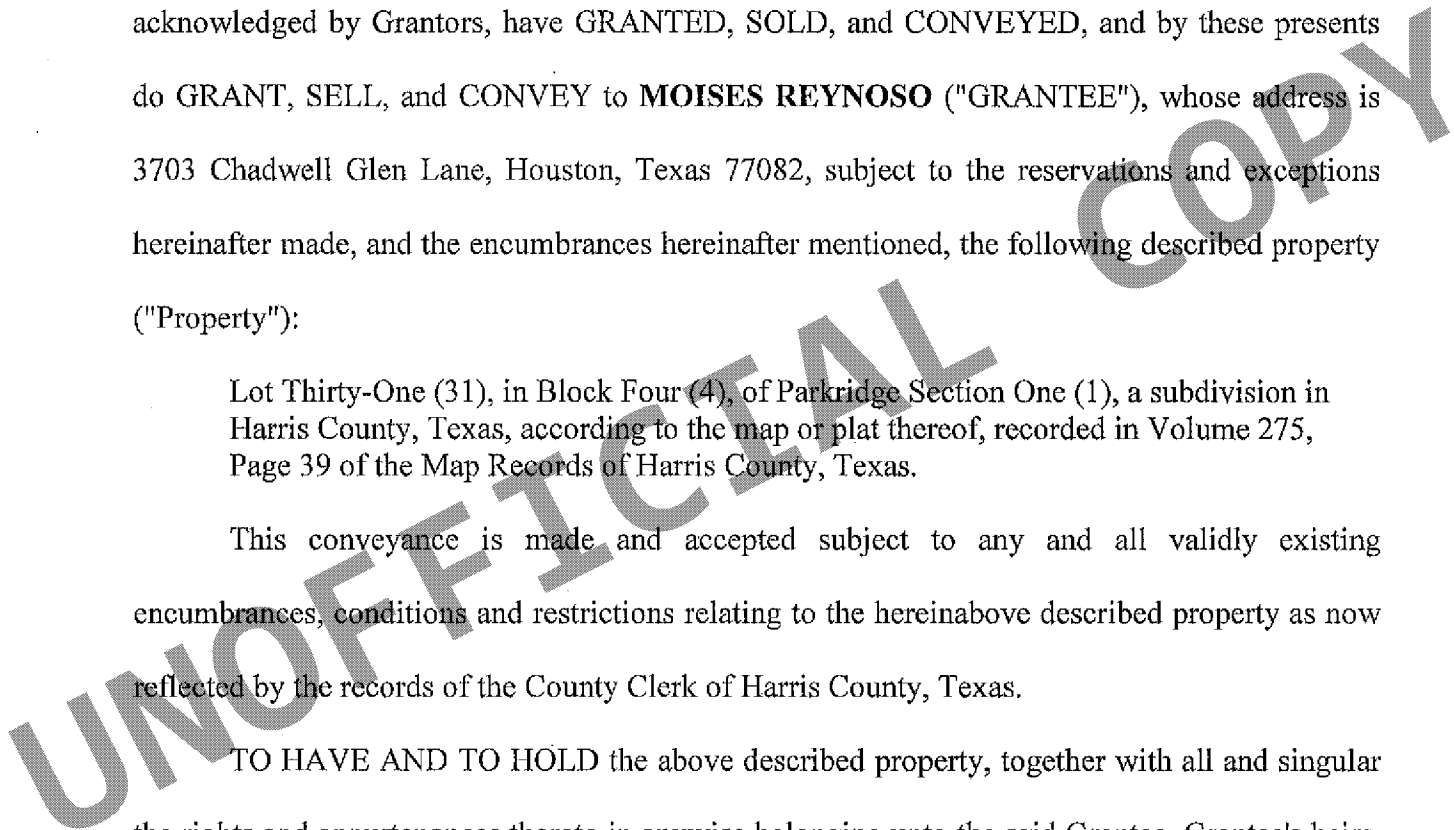 acknowledged by Grantors, have GRANTED, SOLD, and CONVEYED, and by these presents
do GRANT, SELL, and CONVEY to MOISES REYNOSO ("GRANTEE"), whose address is
3703 Chadwell Glen Lane, Houston, Texas 77082, subject to the reservations and exceptions
hereinafter made, and the encumbrances hereinafter mentioned, the following described property
("Property"):
Lot Thirty-One (31), in Block Four (4), of Parkridge Section One (1), a subdivision in
Harris County, Texas, according to the map or plat thereof, recorded in Volume 275,
Page 39 of the Map Records of Harris County, Texas.
This conveyance is made and accepted subject to any and all validly existing
encumbrances, conditions and restrictions relating to the hereinabove described property as now
reflected by the records of the County Clerk of Harris County, Texas.
TO HAVE AND TO HOLD the above described property, together with all and singular
UNOFFICIAL COPY